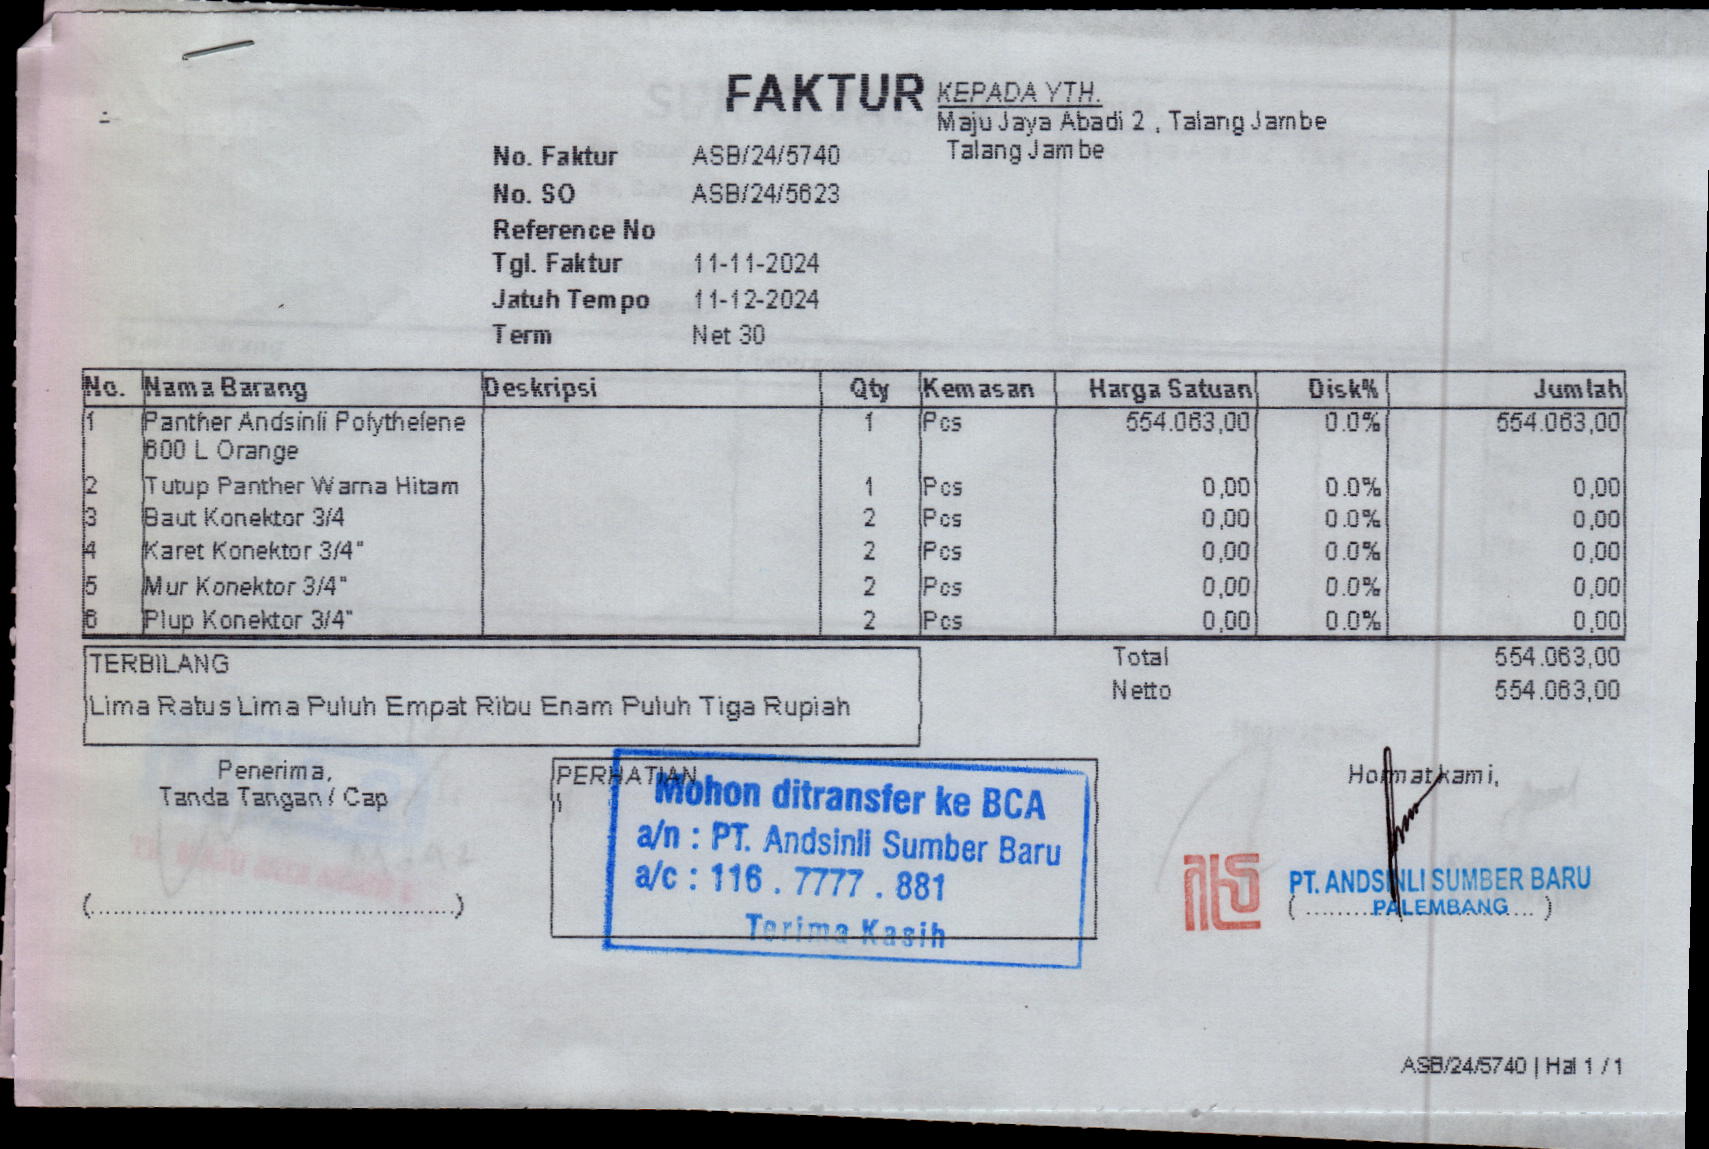 FAKTUR
KEPADA YTH.
Maju Jaya Abadi 2 , Talang Jambe
Talang Jambe
No. Faktur ASB/24/5740
No. SO ASB/24/5623
Reference No
Tgl. Faktur 11-11-2024
Jatuh Tempo 11-12-2024
Term Net 30
No. Nama Barang Deskripsi Qty Kemasan Harga Satuan Disk% Jumlah
1 Panther Andsinli Polythelene 1 Pcs 554.063,00 0.0% 554.063,00
600 L Orange
2 Tutup Panther Warna Hitam 1 Pcs 0,00 0.0% 0,00
3 Baut Konektor 3/4 2 Pcs 0,00 0.0% 0,00
4 Karet Konektor 3/4" 2 Pcs 0,00 0.0% 0,00
5 Mur Konektor 3/4" 2 Pcs 0,00 0.0% 0,00
6 Plup Konektor 3/4" 2 Pcs 0,00 0.0% 0,00
Total 554.063,00
Netto 554.063,00
TERBILANG
Lima Ratus Lima Puluh Empat Ribu Enam Puluh Tiga Rupiah
Penerima,
Tanda Tangan / Cap
(................................................)
PERHATIAN
Mohon ditransfer ke BCA
a/n : PT. Andsinli Sumber Baru
a/c : 116 . 7777 . 881
Terima Kasih
Hormat kami,
PT. ANDSINLI SUMBER BARU
PALEMBANG
ASB/24/5740 | Hal 1 / 1